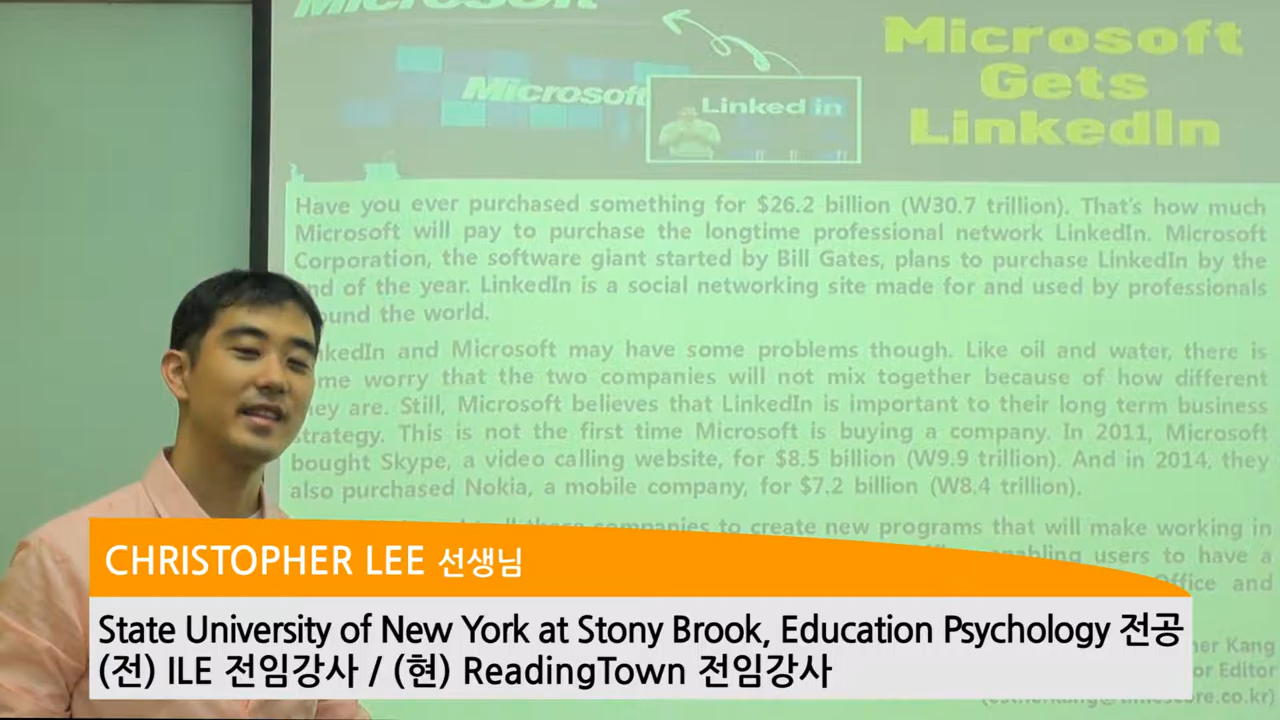 Microsoft
Microsoft
Linked in
Microsoft
Gets
LinkedIn
Have you ever purchased something for $26.2 billion (W30.7 trillion). That's how much
Microsoft will pay to purchase the longtime professional network LinkedIn. Microsoft
Corporation, the software giant started by Bill Gates, plans to purchase LinkedIn by the
of the year. LinkedIn is a social networking site made for and used by professionals
the world.
and Microsoft may have some problems though. Like oil and water, there is
worry that the two companies will not mix together because of how different
are. Still, Microsoft believes that LinkedIn is important to their long term business
strategy. This is not the first time Microsoft is buying a company. In 2011, Microsoft
bought Skype, a video calling website, for $8.5 billion (W9.9 trillion). And in 2014, they
also purchased Nokia, a mobile company, for $7.2 billion (W8.4 trillion).
companies to create new programs that will make working in
enabling users to have a
Office and
CHRISTOPHER LEE 선생님
State University of New York at Stony Brook, Education Psychology 전공
(전) ILE 전임강사 / (현) ReadingTown 전임강사
Kang
Editor